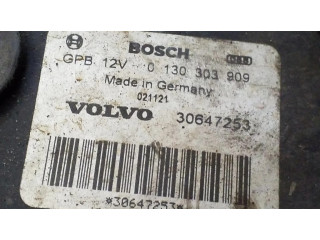 BOSCH
GPB 12V 0 130 303 909
Made in Germany
021121
VOLVO 30647253
*30647253*